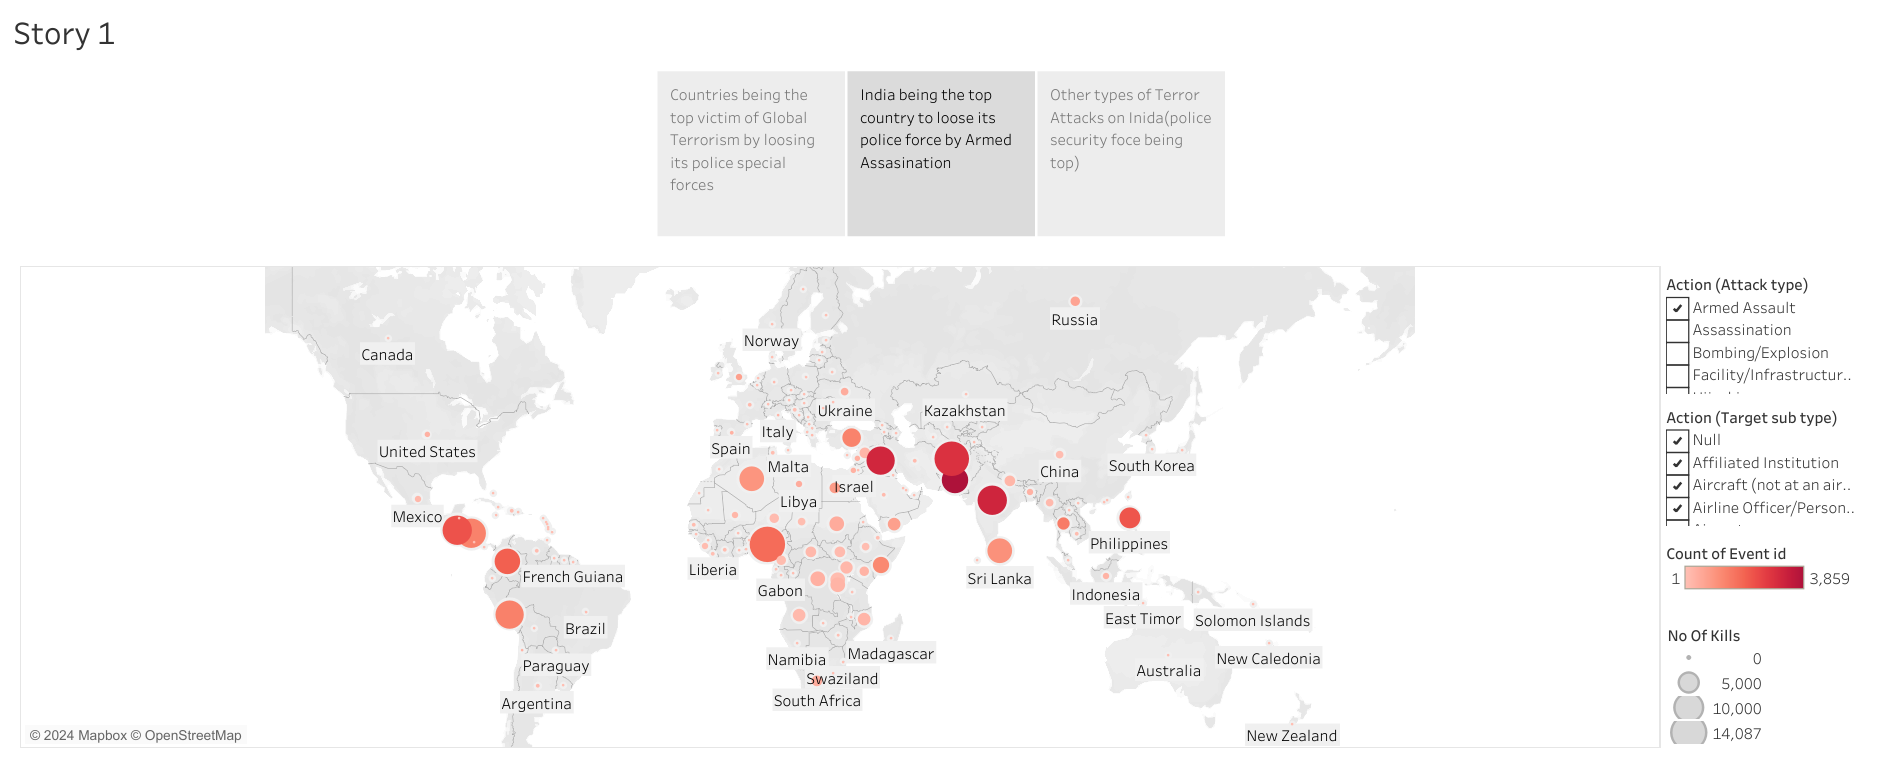 Story 1
Countries being the
top victim of Global
Terrorism by loosing
its police special
forces
India being the top
country to loose its
police force by Armed
Assasination
Other types of Terror
Attacks on Inida(police
security foce being
top)
Russia
Norway
Canada
Ukraine
Kazakhstan
Italy
Spain
United States
Malta
China
South Korea
Israel
Libya
Mexico
Philippines
Liberia
French Guiana
Sri Lanka
Gabon
Indonesia
East Timor
Solomon Islands
Brazil
Madagascar
Namibia
New Caledonia
Paraguay
Australia
Swaziland
South Africa
Argentina
New Zealand
© 2024 Mapbox © OpenStreetMap
Action (Attack type)
Armed Assault
Assassination
Bombing/Explosion
Facility/Infrastructur..
Action (Target sub type)
Null
Affiliated Institution
Aircraft (not at an air..
Airline Officer/Person..
Count of Event id
1 3,859
No Of Kills
0
5,000
10,000
14,087